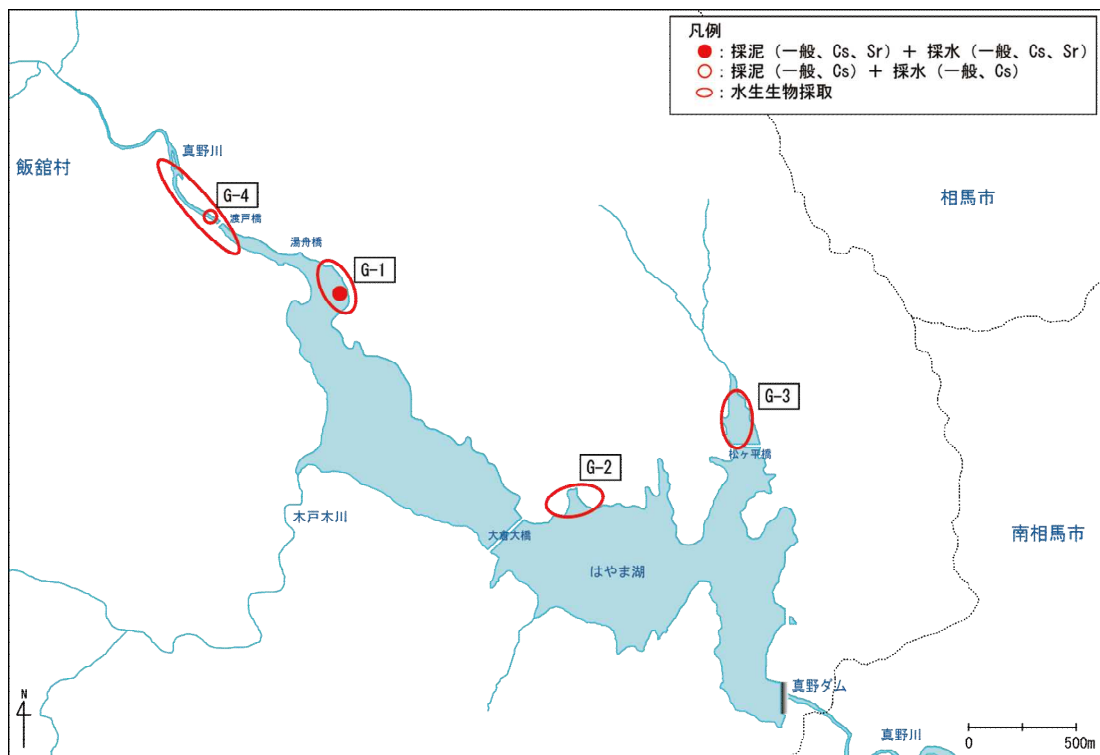 凡例
●：採泥（一般、Cs、Sr）＋ 採水（一般、Cs、Sr）
○：採泥（一般、Cs）＋ 採水（一般、Cs）
：水生生物採取
真野川
飯舘村
G-4
渡戸橋
相馬市
湯舟橋
G-1
G-3
松ヶ平橋
G-2
木戸木川
大倉大橋
南相馬市
はやま湖
真野ダム
N
真野川
0 500m